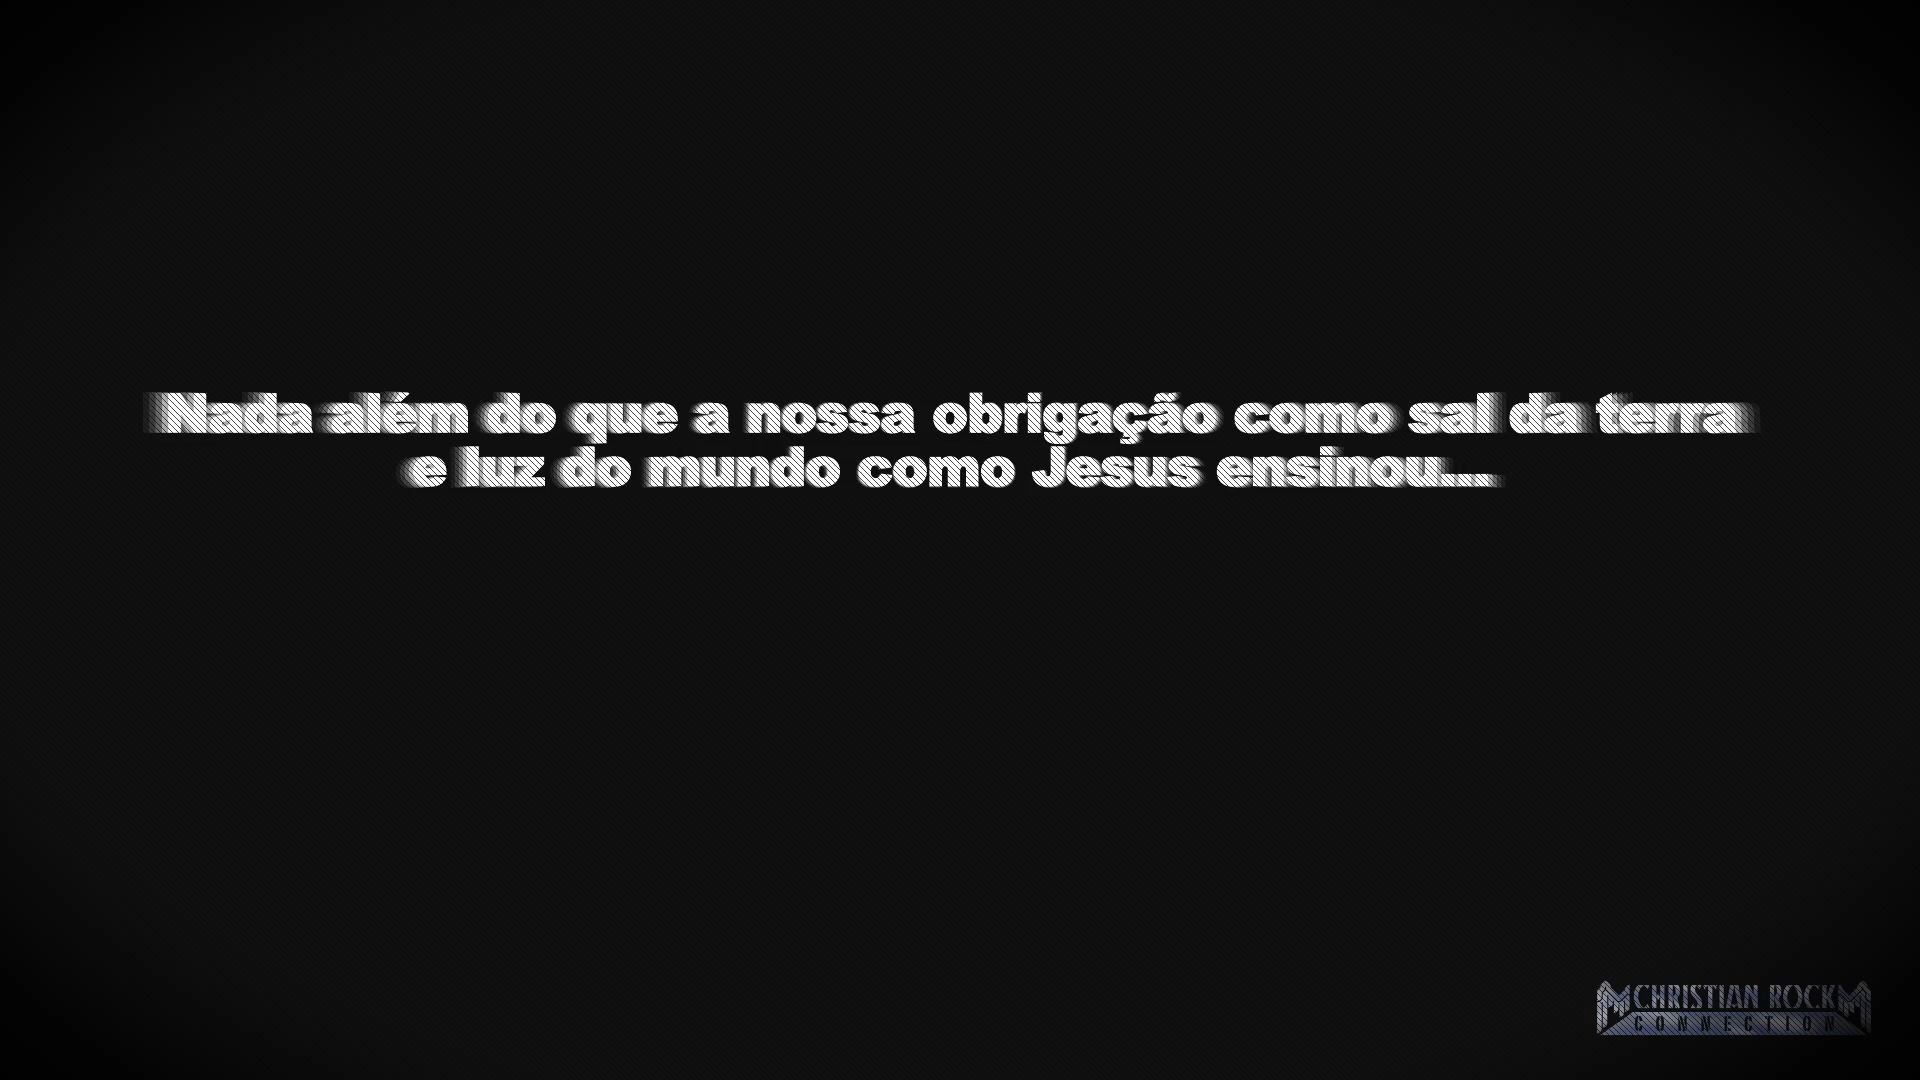 Nada além do que a nossa obrigação como sal da terra
e luz do mundo como Jesus ensinou...
CHRISTIAN ROCK
CONNECTION